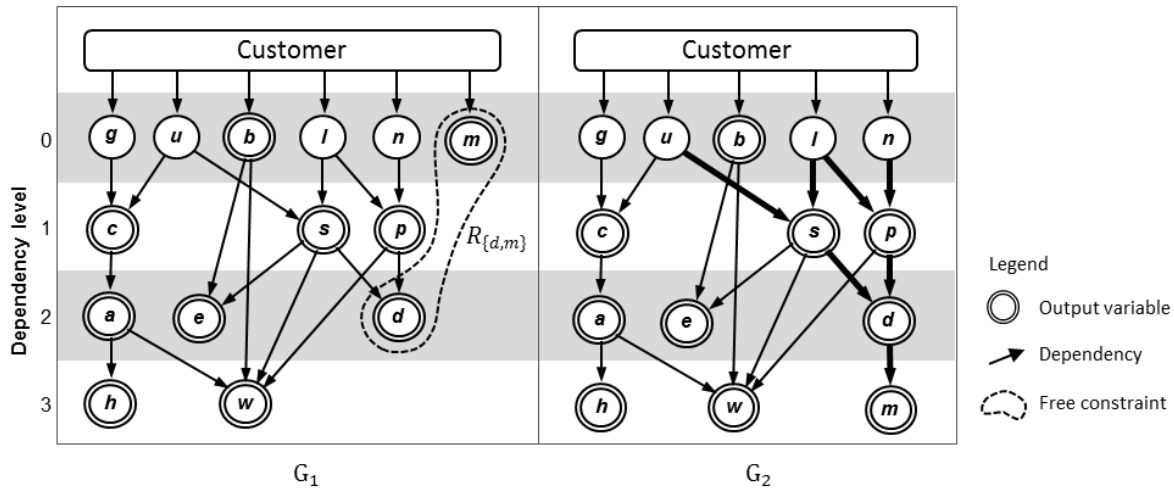 Customer
Customer
Dependency level
0
g u b l n m
g u b l n
1
c s p
R{d,m}
c s p
2
a e d
a e d
3
h w
h w m
Legend
Output variable
Dependency
Free constraint
G1
G2